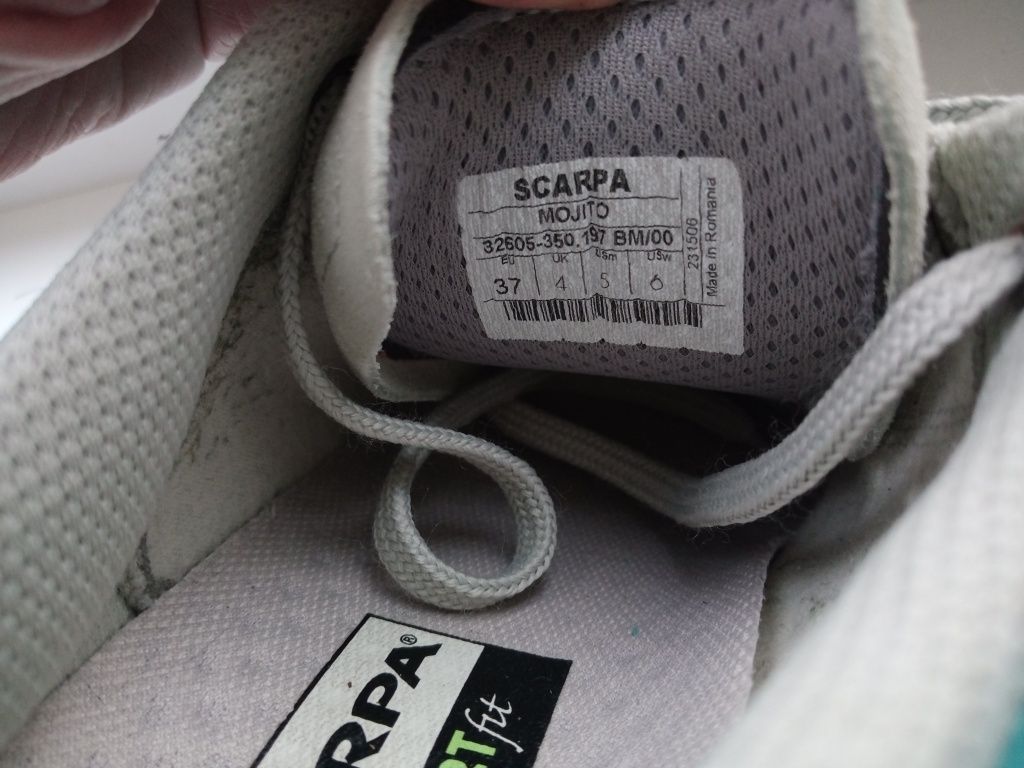 SCARPA
MOJITO
32605-350.197 BM/00
EU UK USm USw
37 4 5 6
231506
Made in Romania
RPA®
RT fit